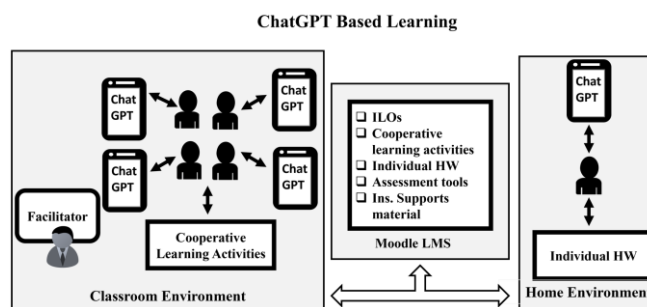 ChatGPT Based Learning
Chat
GPT
Chat
GPT
Chat
GPT
Chat
GPT
Facilitator
Cooperative
Learning Activities
Classroom Environment
❑ ILOs
❑ Cooperative
learning activities
❑ Individual HW
❑ Assessment tools
❑ Ins. Supports
material
Moodle LMS
Chat
GPT
Individual HW
Home Environment